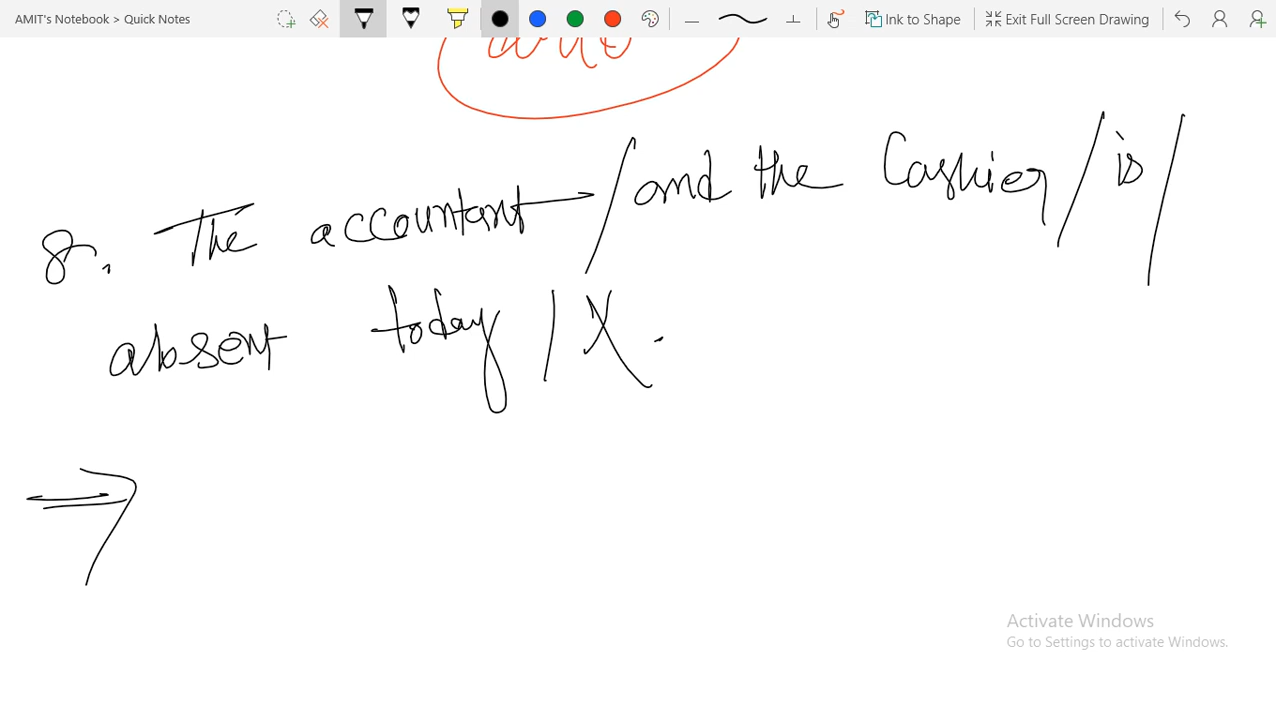 AMIT's Notebook > Quick Notes Ink to Shape Exit Full Screen Drawing
8. The accountant / and the Cashier / is /
absent today / X.
Activate Windows
Go to Settings to activate Windows.